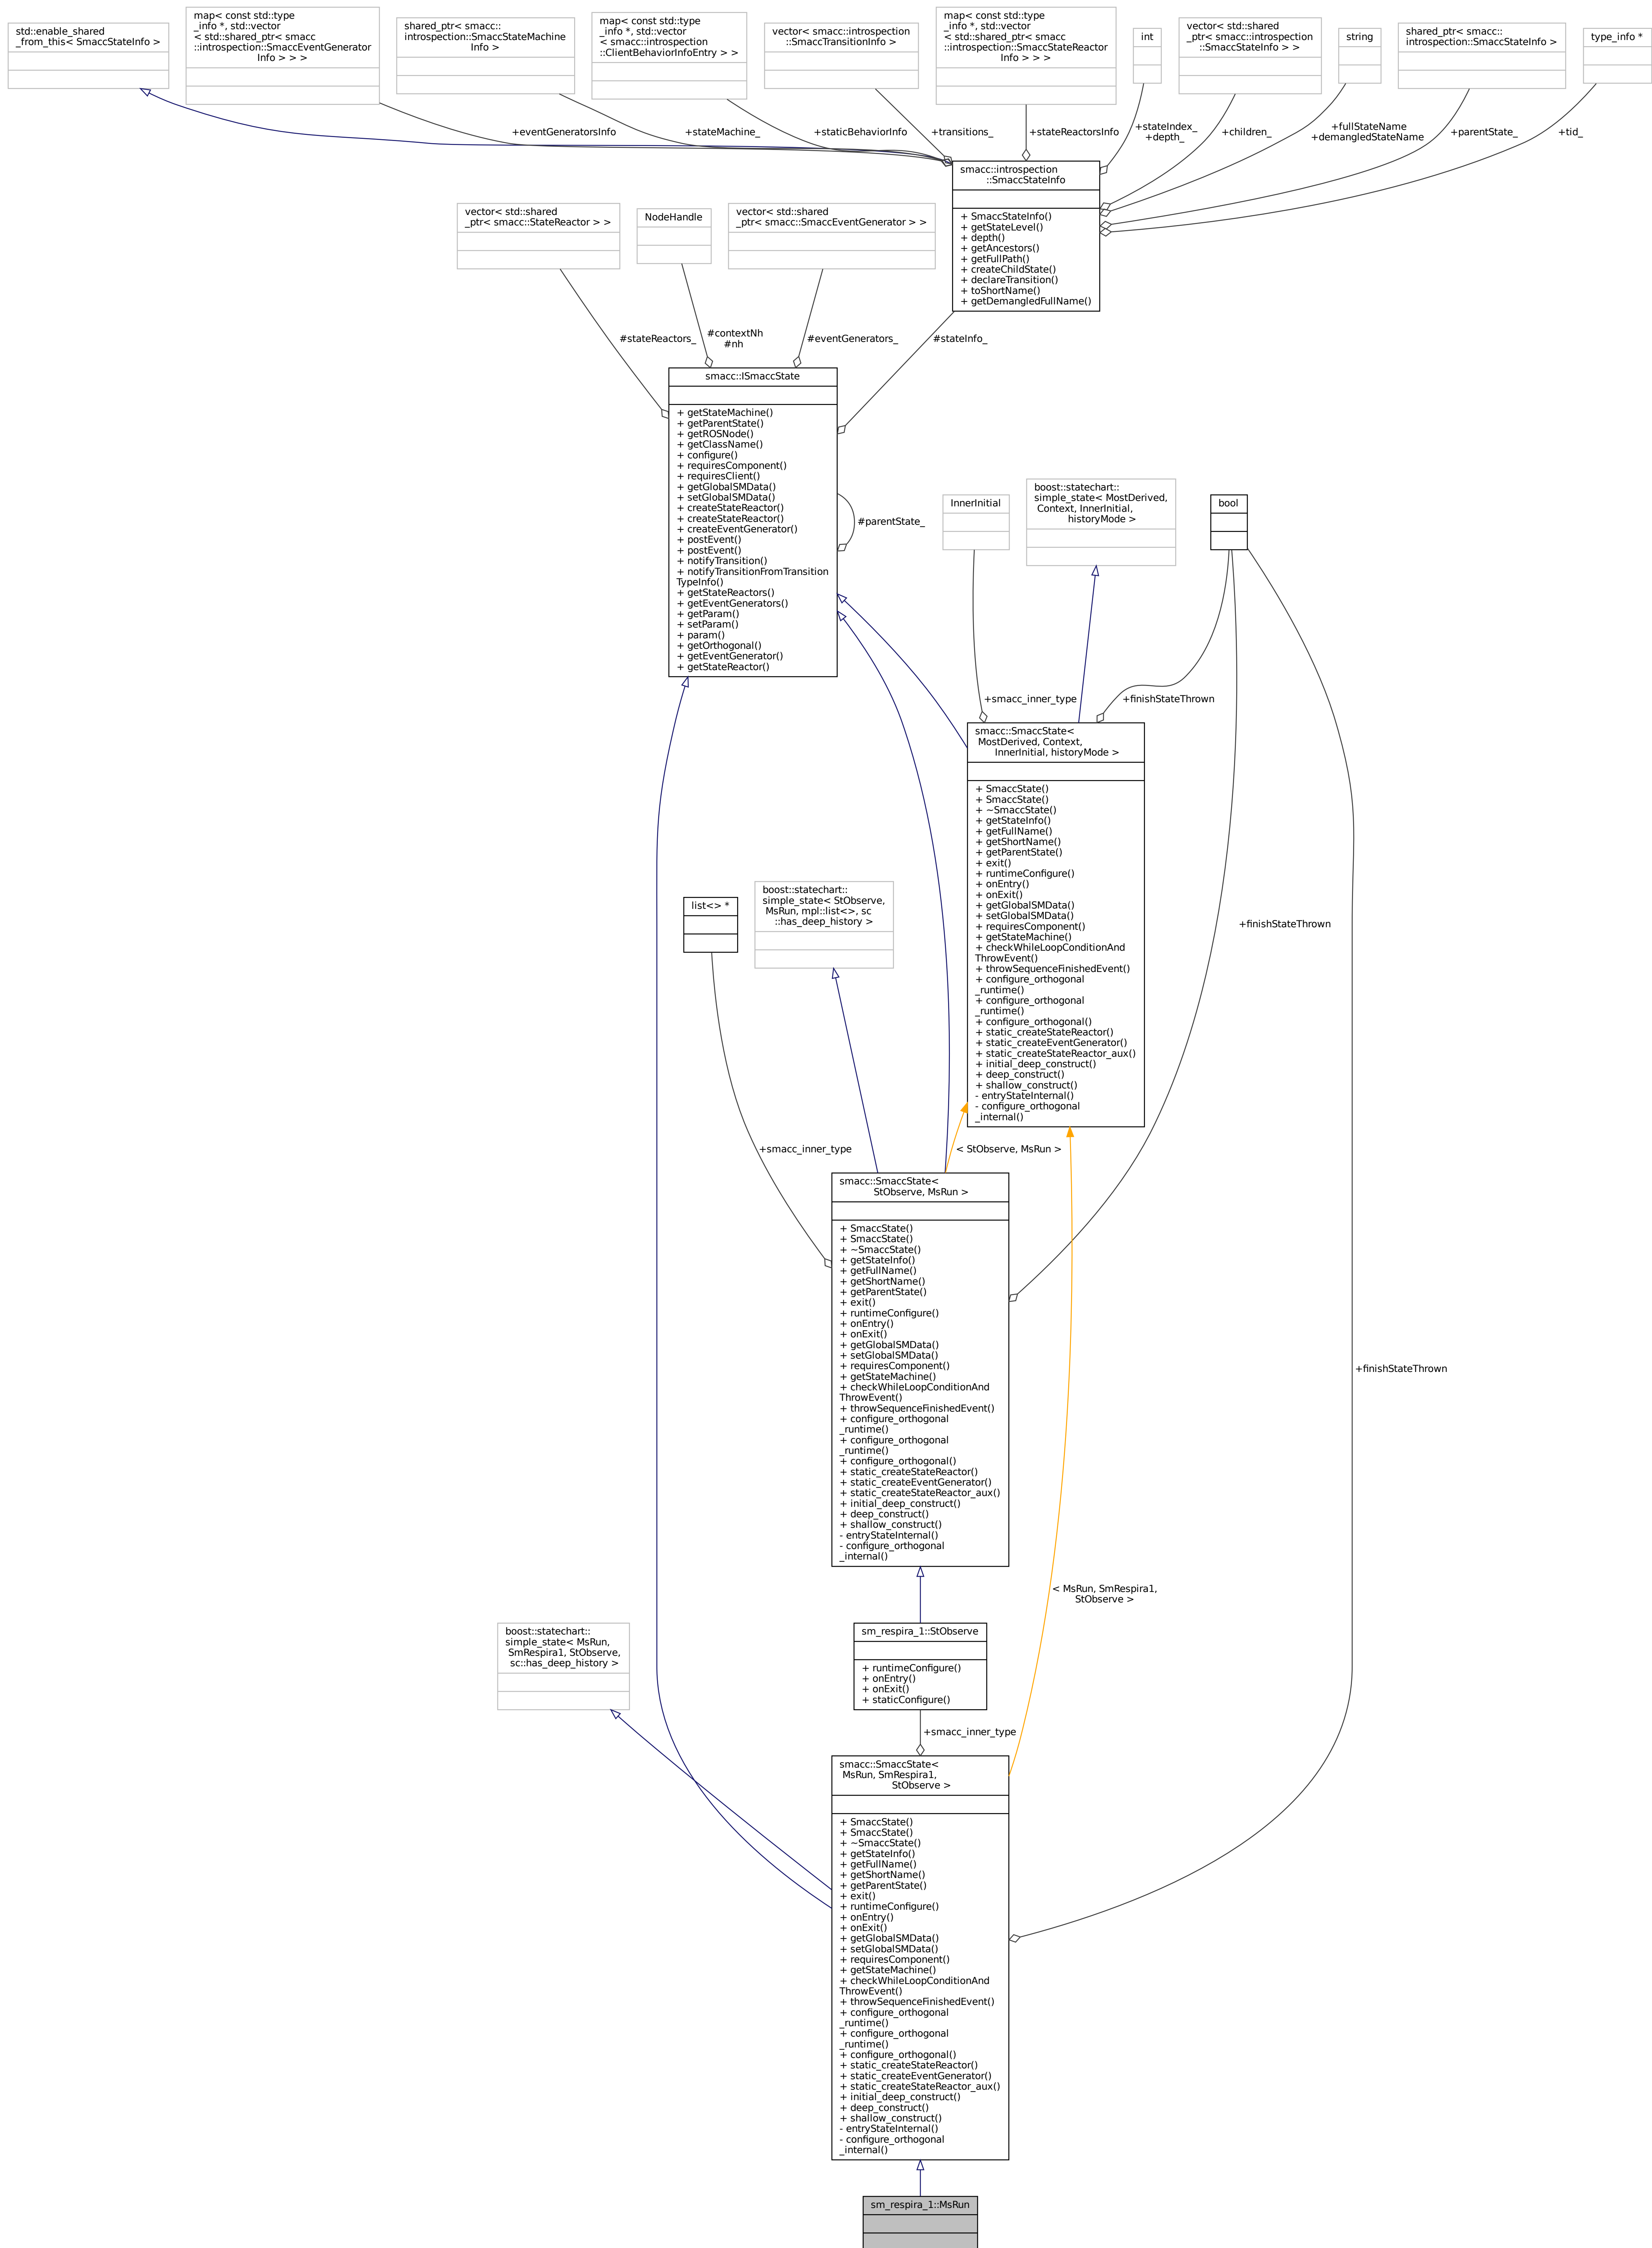 std::enable_shared
_from_this< SmaccStateInfo >
map< const std::type
_info *, std::vector
< std::shared_ptr< smacc
::introspection::SmaccEventGenerator
Info > > >
shared_ptr< smacc::
introspection::SmaccStateMachine
Info >
map< const std::type
_info *, std::vector
< smacc::introspection
::ClientBehaviorInfoEntry > >
vector< smacc::introspection
::SmaccTransitionInfo >
map< const std::type
_info *, std::vector
< std::shared_ptr< smacc
::introspection::SmaccStateReactor
Info > > >
int
vector< std::shared
_ptr< smacc::introspection
::SmaccStateInfo > >
string
shared_ptr< smacc::
introspection::SmaccStateInfo >
type_info *
+eventGeneratorsInfo
+stateMachine_
+staticBehaviorInfo
+transitions_
+stateReactorsInfo
+stateIndex_
+depth_
+children_
+fullStateName
+demangledStateName
+parentState_
+tid_
smacc::introspection
::SmaccStateInfo
+ SmaccStateInfo()
+ getStateLevel()
+ depth()
+ getAncestors()
+ getFullPath()
+ createChildState()
+ declareTransition()
+ toShortName()
+ getDemangledFullName()
vector< std::shared
_ptr< smacc::StateReactor > >
NodeHandle
vector< std::shared
_ptr< smacc::SmaccEventGenerator > >
#stateReactors_
#contextNh
#nh
#eventGenerators_
#stateInfo_
smacc::ISmaccState
+ getStateMachine()
+ getParentState()
+ getROSNode()
+ getClassName()
+ configure()
+ requiresComponent()
+ requiresClient()
+ getGlobalSMData()
+ setGlobalSMData()
+ createStateReactor()
+ createStateReactor()
+ createEventGenerator()
+ postEvent()
+ postEvent()
+ notifyTransition()
+ notifyTransitionFromTransition
TypeInfo()
+ getStateReactors()
+ getEventGenerators()
+ getParam()
+ setParam()
+ param()
+ getOrthogonal()
+ getEventGenerator()
+ getStateReactor()
#parentState_
InnerInitial
boost::statechart::
simple_state< MostDerived,
Context, InnerInitial,
historyMode >
bool
+smacc_inner_type
+finishStateThrown
smacc::SmaccState<
MostDerived, Context,
InnerInitial, historyMode >
+ SmaccState()
+ SmaccState()
+ ~SmaccState()
+ getStateInfo()
+ getFullName()
+ getShortName()
+ getParentState()
+ exit()
+ runtimeConfigure()
+ onEntry()
+ onExit()
+ getGlobalSMData()
+ setGlobalSMData()
+ requiresComponent()
+ getStateMachine()
+ checkWhileLoopConditionAnd
ThrowEvent()
+ throwSequenceFinishedEvent()
+ configure_orthogonal
_runtime()
+ configure_orthogonal
_runtime()
+ configure_orthogonal()
+ static_createStateReactor()
+ static_createEventGenerator()
+ static_createStateReactor_aux()
+ initial_deep_construct()
+ deep_construct()
+ shallow_construct()
- entryStateInternal()
- configure_orthogonal
_internal()
list<> *
boost::statechart::
simple_state< StObserve,
MsRun, mpl::list<>, sc
::has_deep_history >
+finishStateThrown
+smacc_inner_type
< StObserve, MsRun >
smacc::SmaccState<
StObserve, MsRun >
+ SmaccState()
+ SmaccState()
+ ~SmaccState()
+ getStateInfo()
+ getFullName()
+ getShortName()
+ getParentState()
+ exit()
+ runtimeConfigure()
+ onEntry()
+ onExit()
+ getGlobalSMData()
+ setGlobalSMData()
+ requiresComponent()
+ getStateMachine()
+ checkWhileLoopConditionAnd
ThrowEvent()
+ throwSequenceFinishedEvent()
+ configure_orthogonal
_runtime()
+ configure_orthogonal
_runtime()
+ configure_orthogonal()
+ static_createStateReactor()
+ static_createEventGenerator()
+ static_createStateReactor_aux()
+ initial_deep_construct()
+ deep_construct()
+ shallow_construct()
- entryStateInternal()
- configure_orthogonal
_internal()
+finishStateThrown
< MsRun, SmRespira1,
StObserve >
boost::statechart::
simple_state< MsRun,
SmRespira1, StObserve,
sc::has_deep_history >
sm_respira_1::StObserve
+ runtimeConfigure()
+ onEntry()
+ onExit()
+ staticConfigure()
+smacc_inner_type
smacc::SmaccState<
MsRun, SmRespira1,
StObserve >
+ SmaccState()
+ SmaccState()
+ ~SmaccState()
+ getStateInfo()
+ getFullName()
+ getShortName()
+ getParentState()
+ exit()
+ runtimeConfigure()
+ onEntry()
+ onExit()
+ getGlobalSMData()
+ setGlobalSMData()
+ requiresComponent()
+ getStateMachine()
+ checkWhileLoopConditionAnd
ThrowEvent()
+ throwSequenceFinishedEvent()
+ configure_orthogonal
_runtime()
+ configure_orthogonal
_runtime()
+ configure_orthogonal()
+ static_createStateReactor()
+ static_createEventGenerator()
+ static_createStateReactor_aux()
+ initial_deep_construct()
+ deep_construct()
+ shallow_construct()
- entryStateInternal()
- configure_orthogonal
_internal()
sm_respira_1::MsRun